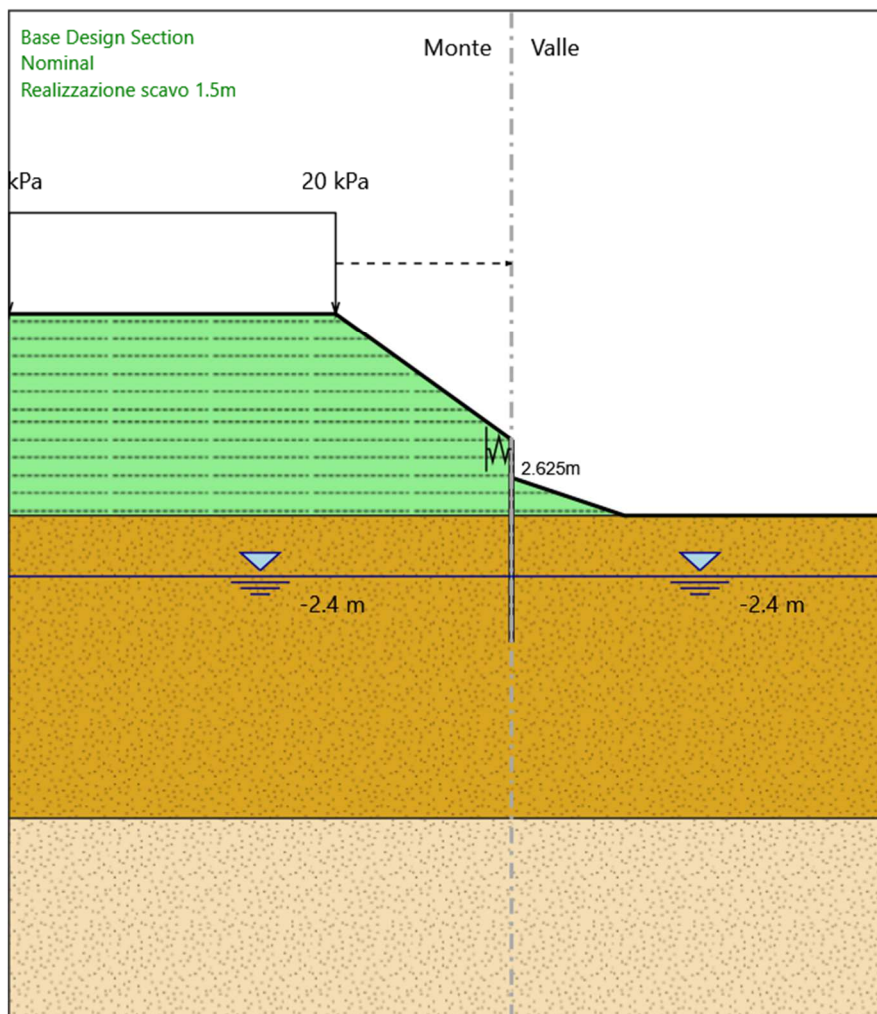 Base Design Section
Nominal
Realizzazione scavo 1.5m
Monte
Valle
kPa
20 kPa
2.625m
-2.4 m
-2.4 m